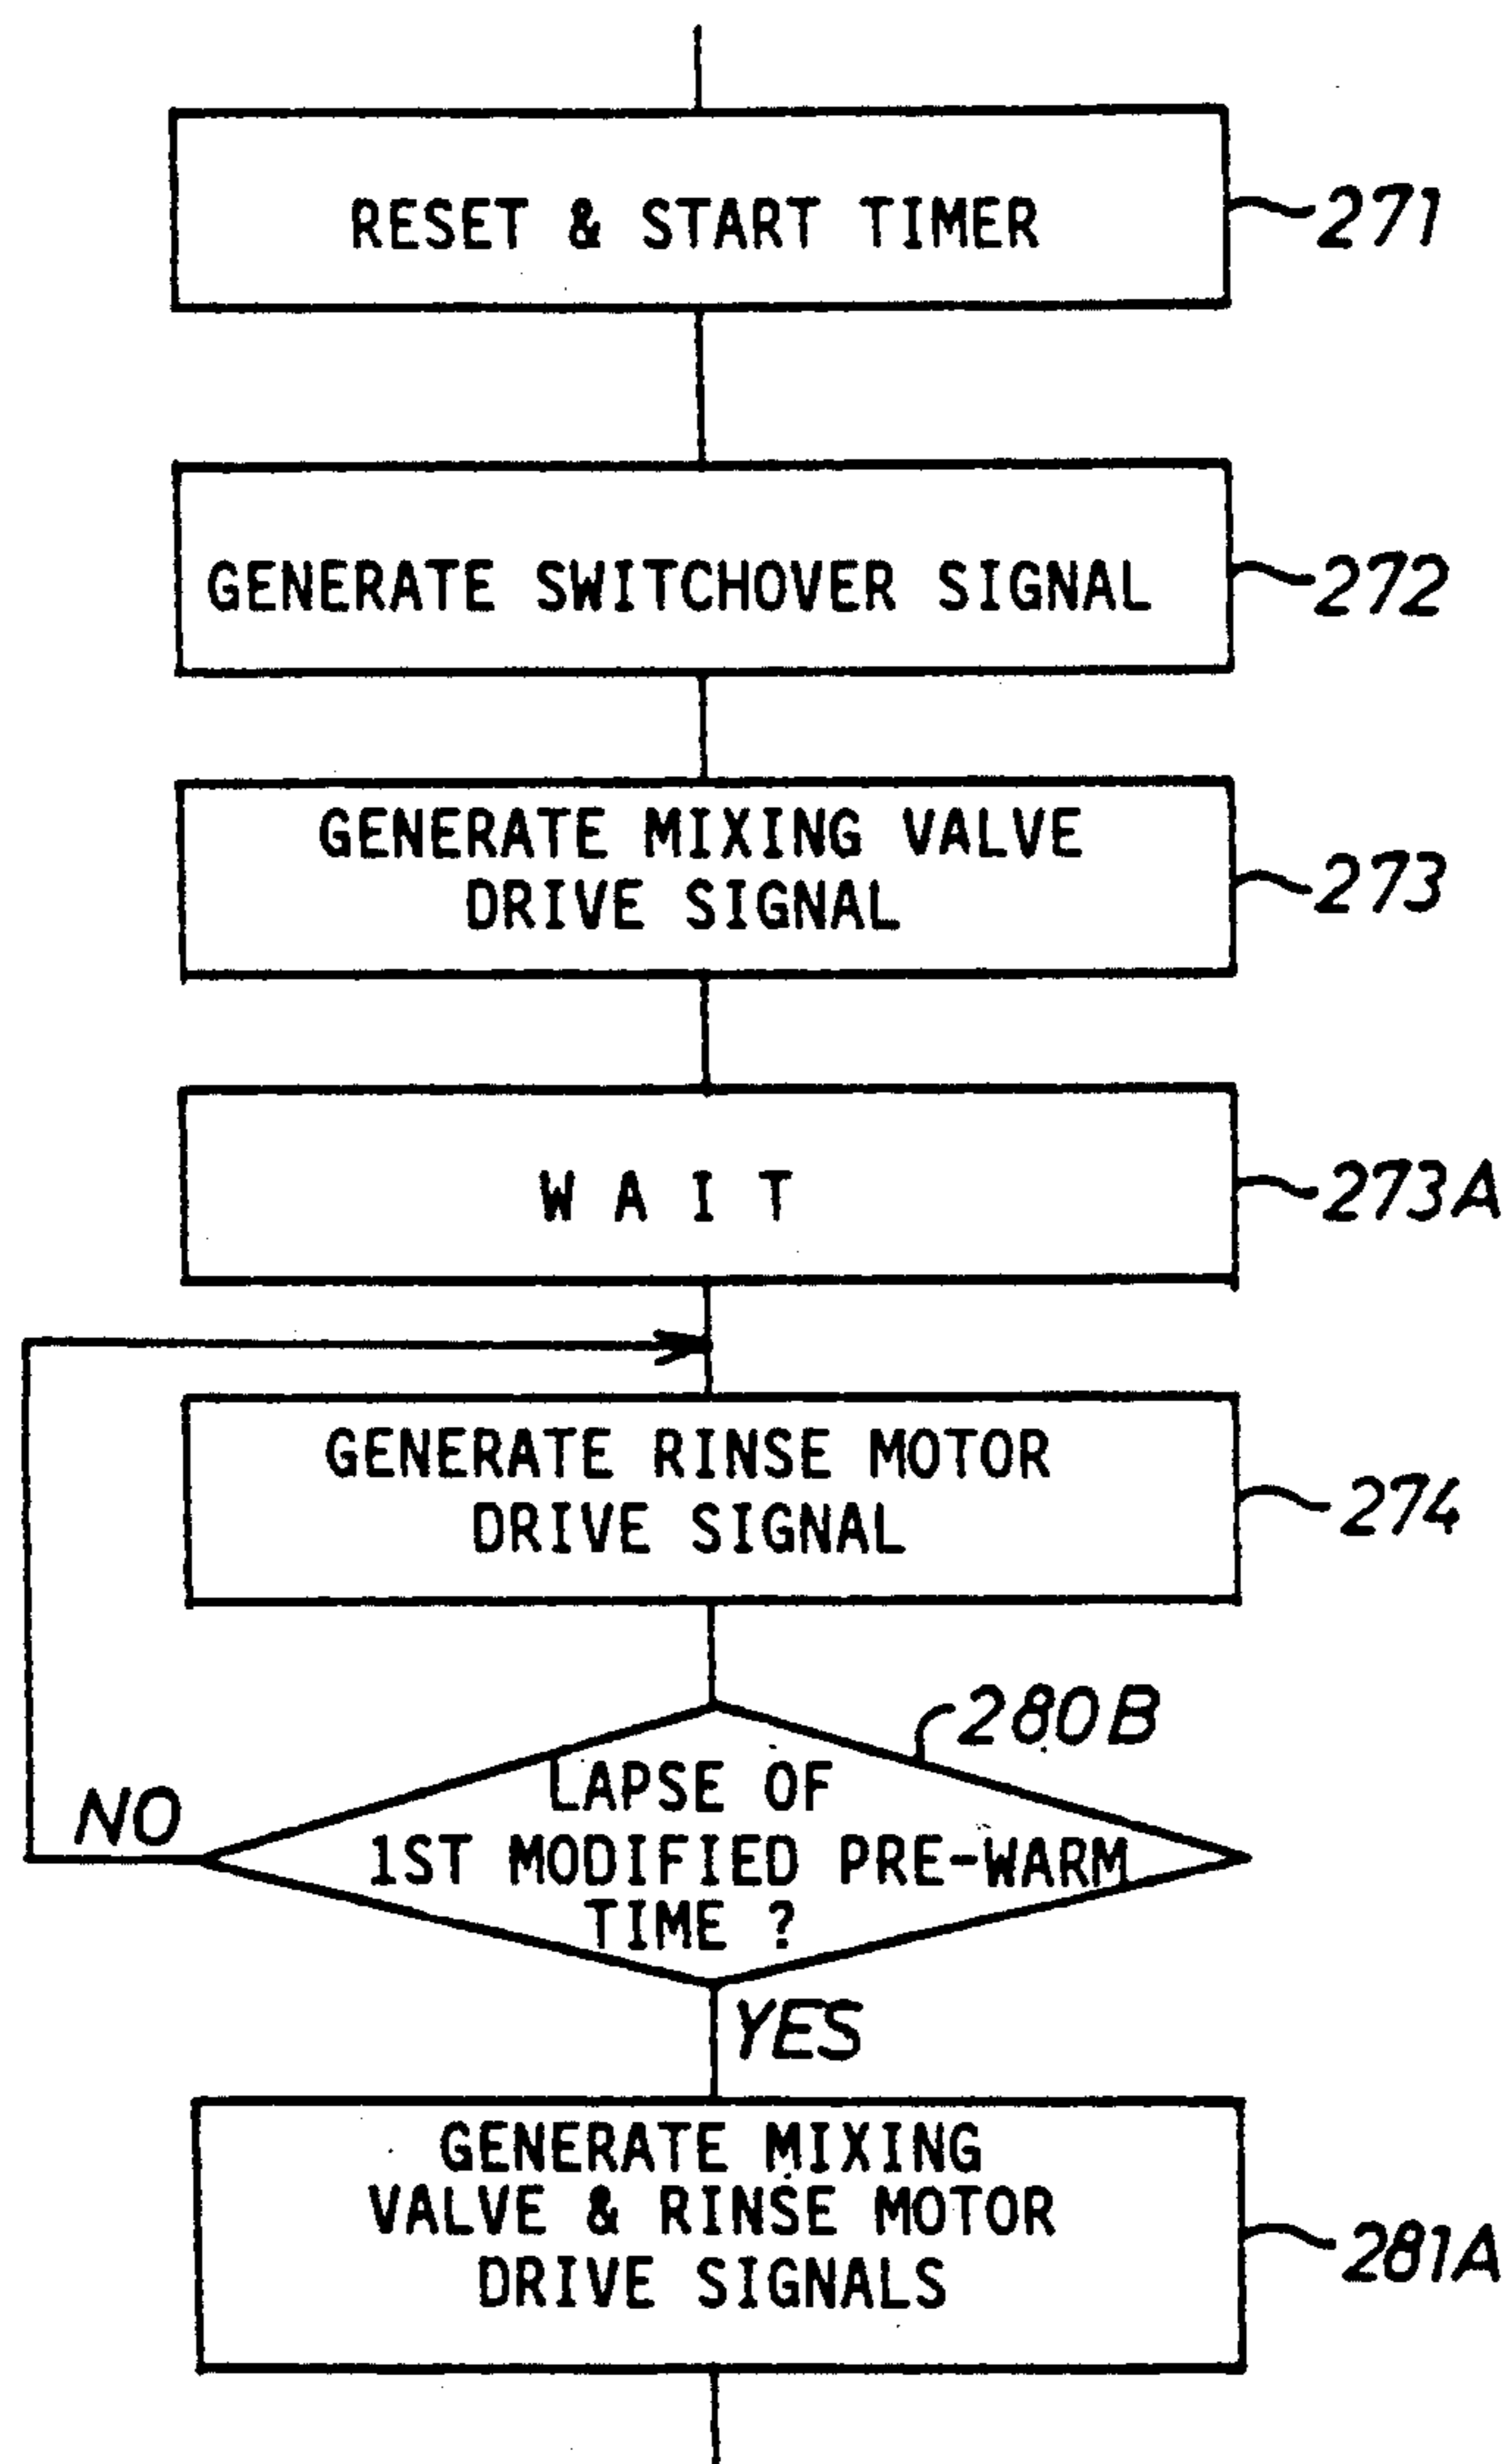 RESET & START TIMER
271
GENERATE SWITCHOVER SIGNAL
272
GENERATE MIXING VALVE
DRIVE SIGNAL
273
W A I T
273A
GENERATE RINSE MOTOR
DRIVE SIGNAL
274
280B
LAPSE OF
1ST MODIFIED PRE-WARM
TIME ?
NO
YES
GENERATE MIXING
VALVE & RINSE MOTOR
DRIVE SIGNALS
281A